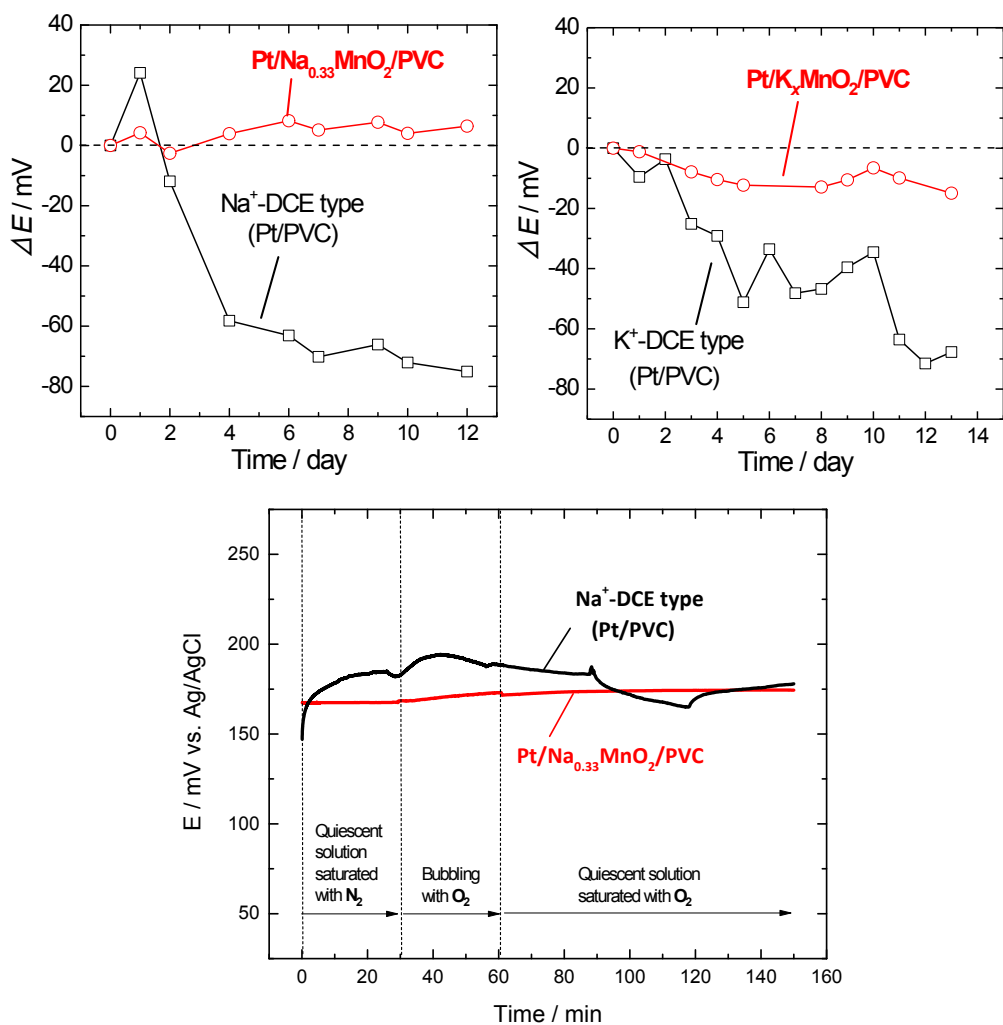 40
20
0
-20
-40
-60
-80
ΔE / mV
Pt/Na0.33MnO2/PVC
Na+-DCE type
(Pt/PVC)
0 2 4 6 8 10 12
Time / day
40
20
0
-20
-40
-60
-80
ΔE / mV
Pt/KxMnO2/PVC
K+-DCE type
(Pt/PVC)
0 2 4 6 8 10 12 14
Time / day
250
200
150
100
50
E / mV vs. Ag/AgCl
Na+-DCE type
(Pt/PVC)
Pt/Na0.33MnO2/PVC
Quiescent
solution
saturated
with N2
Bubbling
with O2
Quiescent solution
saturated with O2
0 20 40 60 80 100 120 140 160
Time / min